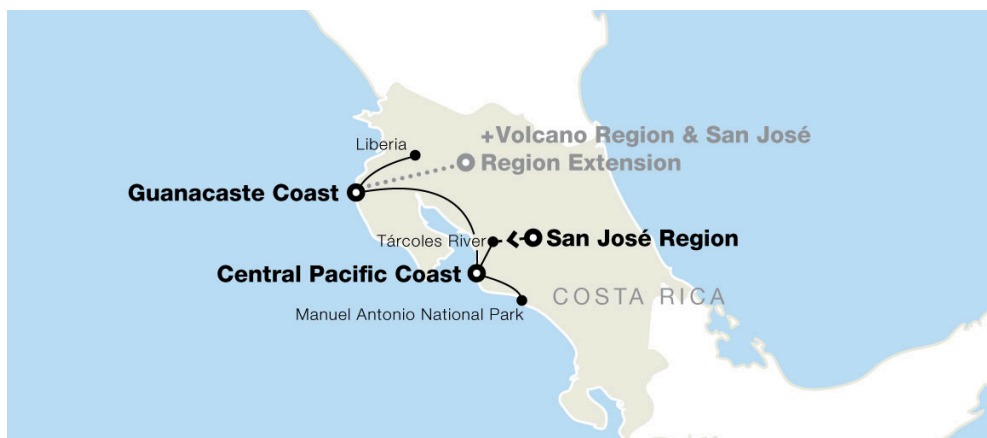 +Volcano Region & San José
Region Extension
Liberia
Guanacaste Coast
Tárcoles River
San José Region
Central Pacific Coast
COSTA RICA
Manuel Antonio National Park